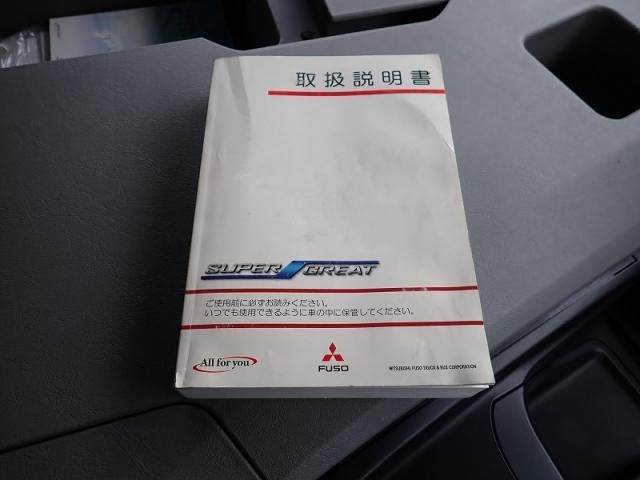 取扱説明書
SUPER GREAT
ご使用前に必ずお読みください。
いつでも使用できるように車の中に保管してください。
All for you
FUSO
MITSUBISHI FUSO TRUCK & BUS CORPORATION